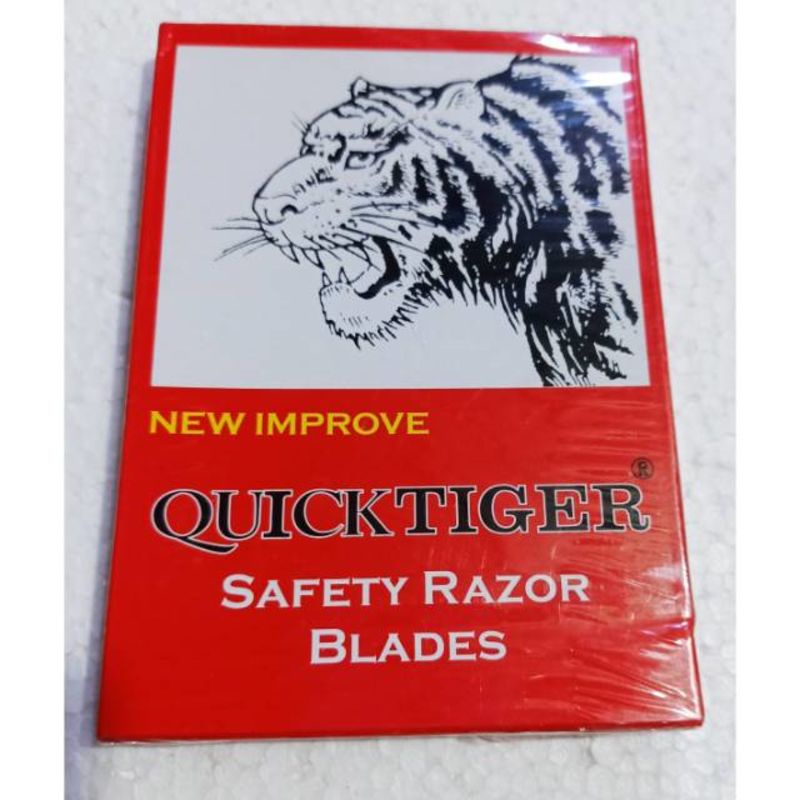 NEW IMPROVE
QUICKTIGER®
SAFETY RAZOR
BLADES